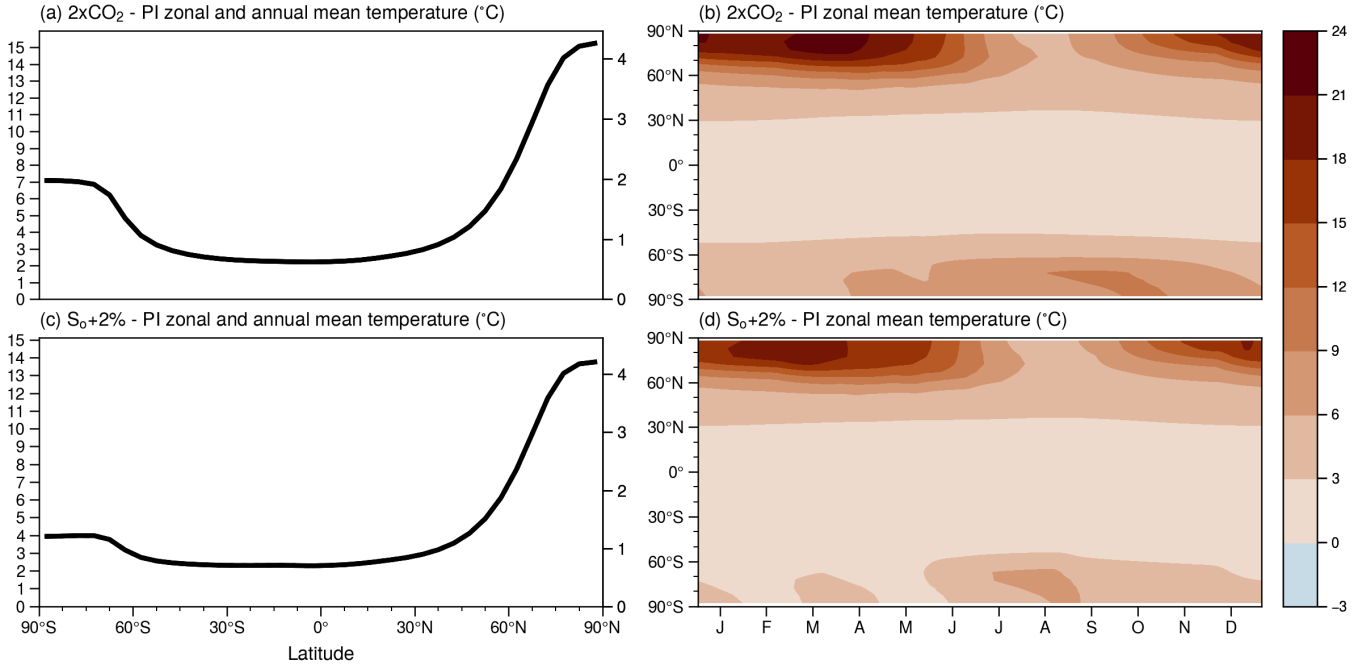 (a) 2xCO₂ - PI zonal and annual mean temperature (°C)
15
14
13
12
11
10
9
8
7
6
5
4
3
2
1
0
4
3
2
1
0
(b) 2xCO₂ - PI zonal mean temperature (°C)
90°N
60°N
30°N
0°
30°S
60°S
90°S
(c) Sₒ+2% - PI zonal and annual mean temperature (°C)
15
14
13
12
11
10
9
8
7
6
5
4
3
2
1
0
4
3
2
1
0
90°S 60°S 30°S 0° 30°N 60°N 90°N
Latitude
(d) Sₒ+2% - PI zonal mean temperature (°C)
90°N
60°N
30°N
0°
30°S
60°S
90°S
J F M A M J J A S O N D
24
21
18
15
12
9
6
3
0
−3